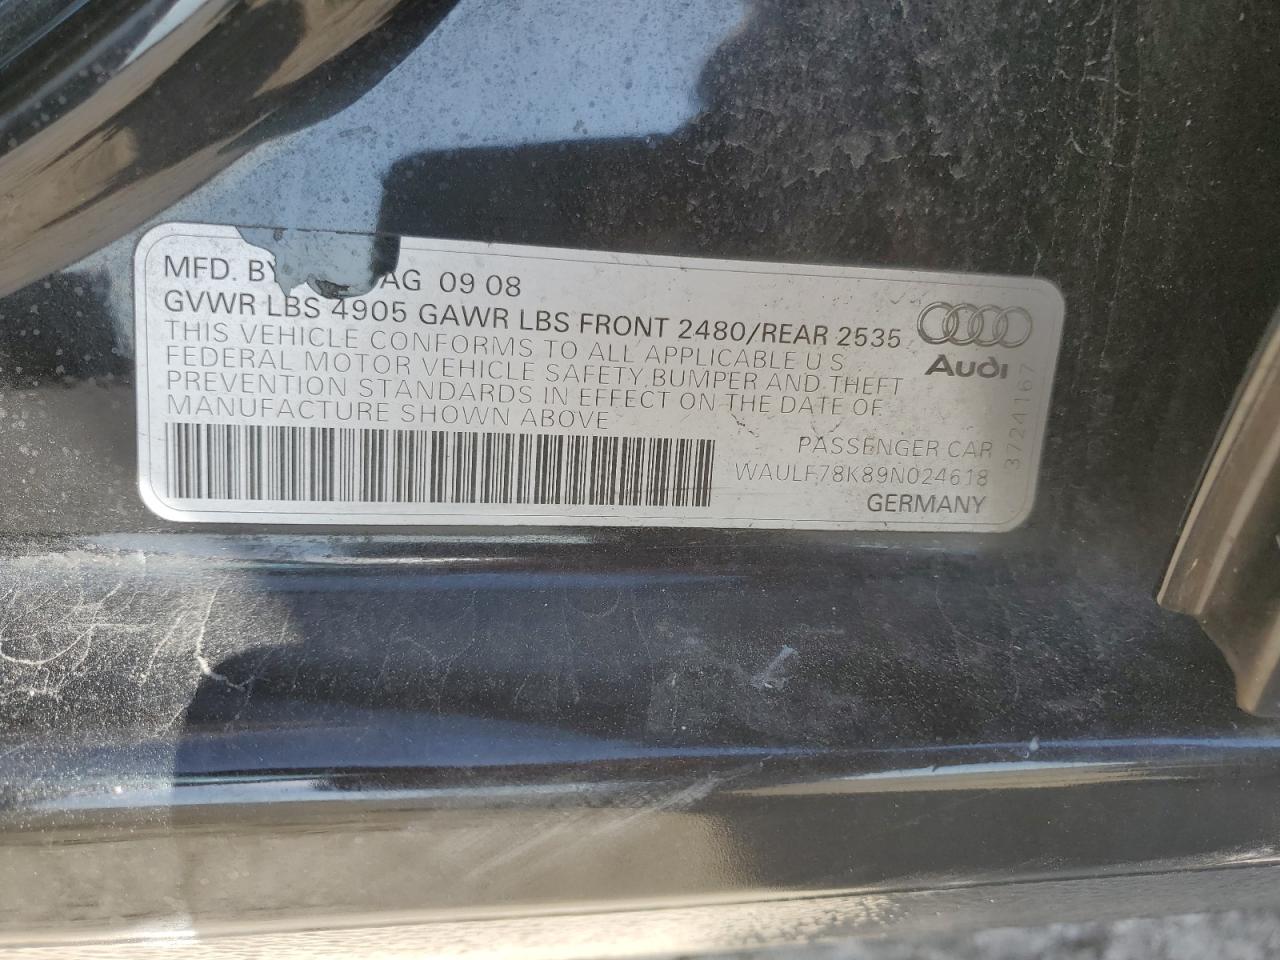 MFD. BY AG 09 08
GVWR LBS 4905 GAWR LBS FRONT 2480/REAR 2535
THIS VEHICLE CONFORMS TO ALL APPLICABLE U S
FEDERAL MOTOR VEHICLE SAFETY BUMPER AND THEFT
PREVENTION STANDARDS IN EFFECT ON THE DATE OF
MANUFACTURE SHOWN ABOVE
Audi
PASSENGER CAR
WAULF78K89N024618
GERMANY
3724167